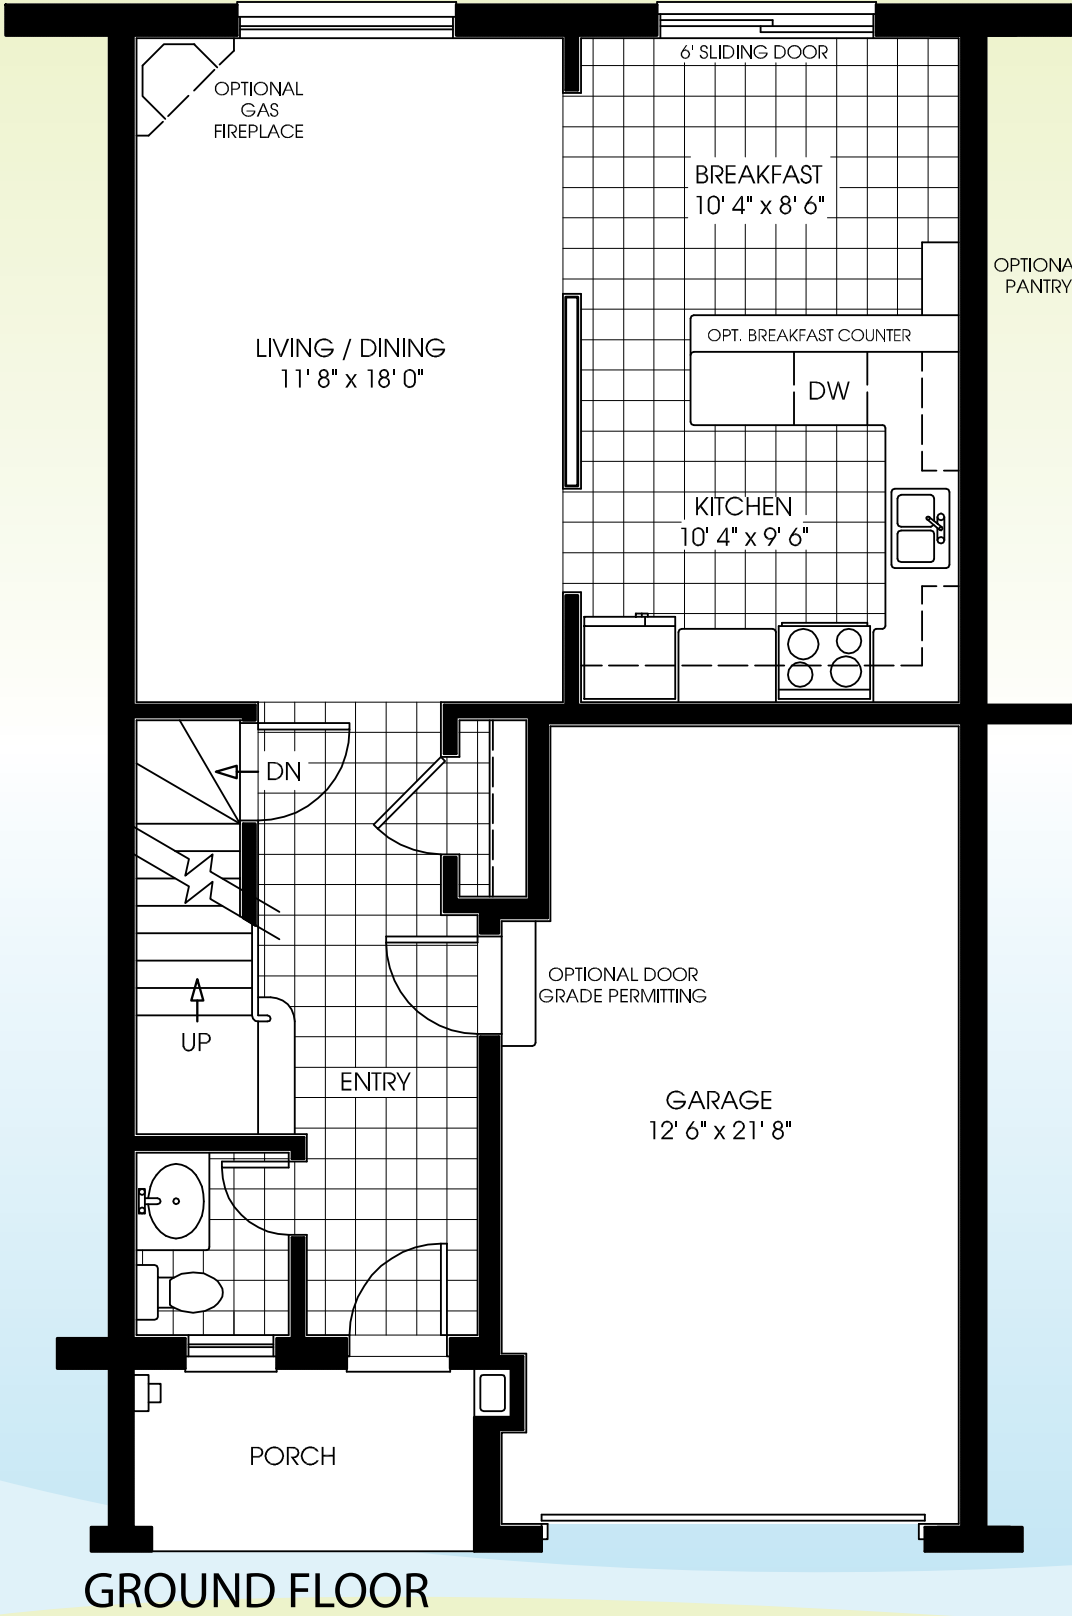 6' SLIDING DOOR
OPTIONAL
GAS
FIREPLACE
BREAKFAST
10' 4" x 8' 6"
OPTIONA
PANTRY
OPT. BREAKFAST COUNTER
LIVING / DINING
11' 8" x 18' 0"
DW
KITCHEN
10' 4" x 9' 6"
DN
OPTIONAL DOOR
GRADE PERMITTING
UP
ENTRY
GARAGE
12' 6" x 21' 8"
PORCH
GROUND FLOOR